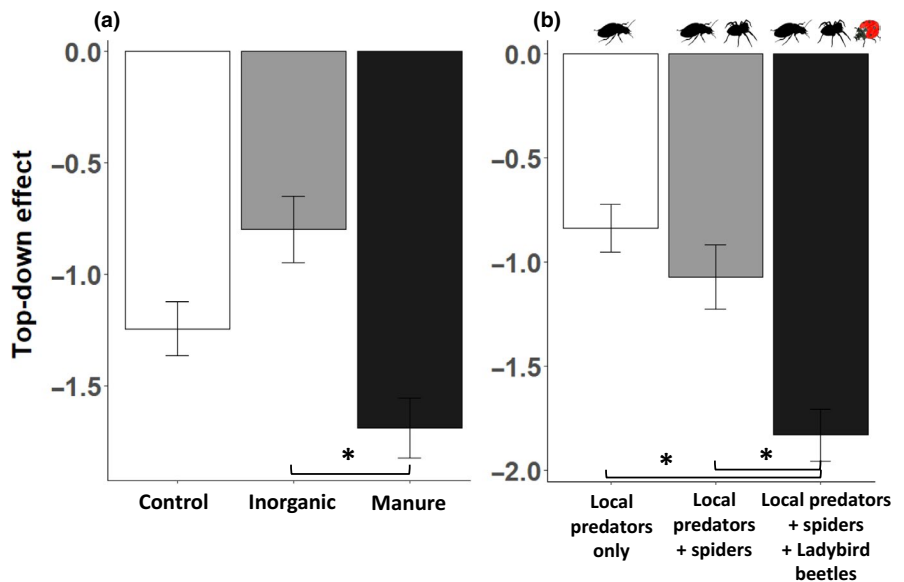 (a)
Top-down effect
0.0
−0.5
−1.0
−1.5
*
Control
Inorganic
Manure
(b)
0.0
−0.5
−1.0
−1.5
−2.0
*
*
Local
predators
only
Local
predators
+ spiders
Local predators
+ spiders
+ Ladybird
beetles